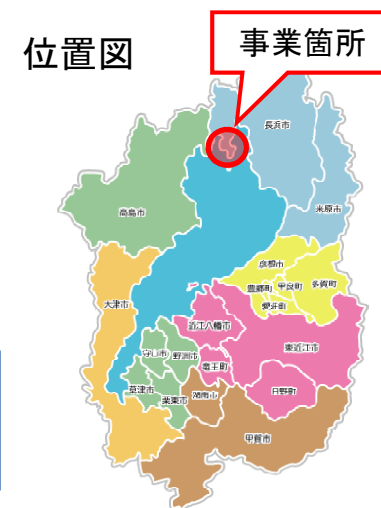 位置図
事業箇所
長浜市
高島市
米原市
彦根市
多賀町
豊郷町
甲良町
愛荘町
大津市
近江八幡市
東近江市
守山市
野洲市
竜王町
草津市
栗東市
湖南市
日野町
甲賀市